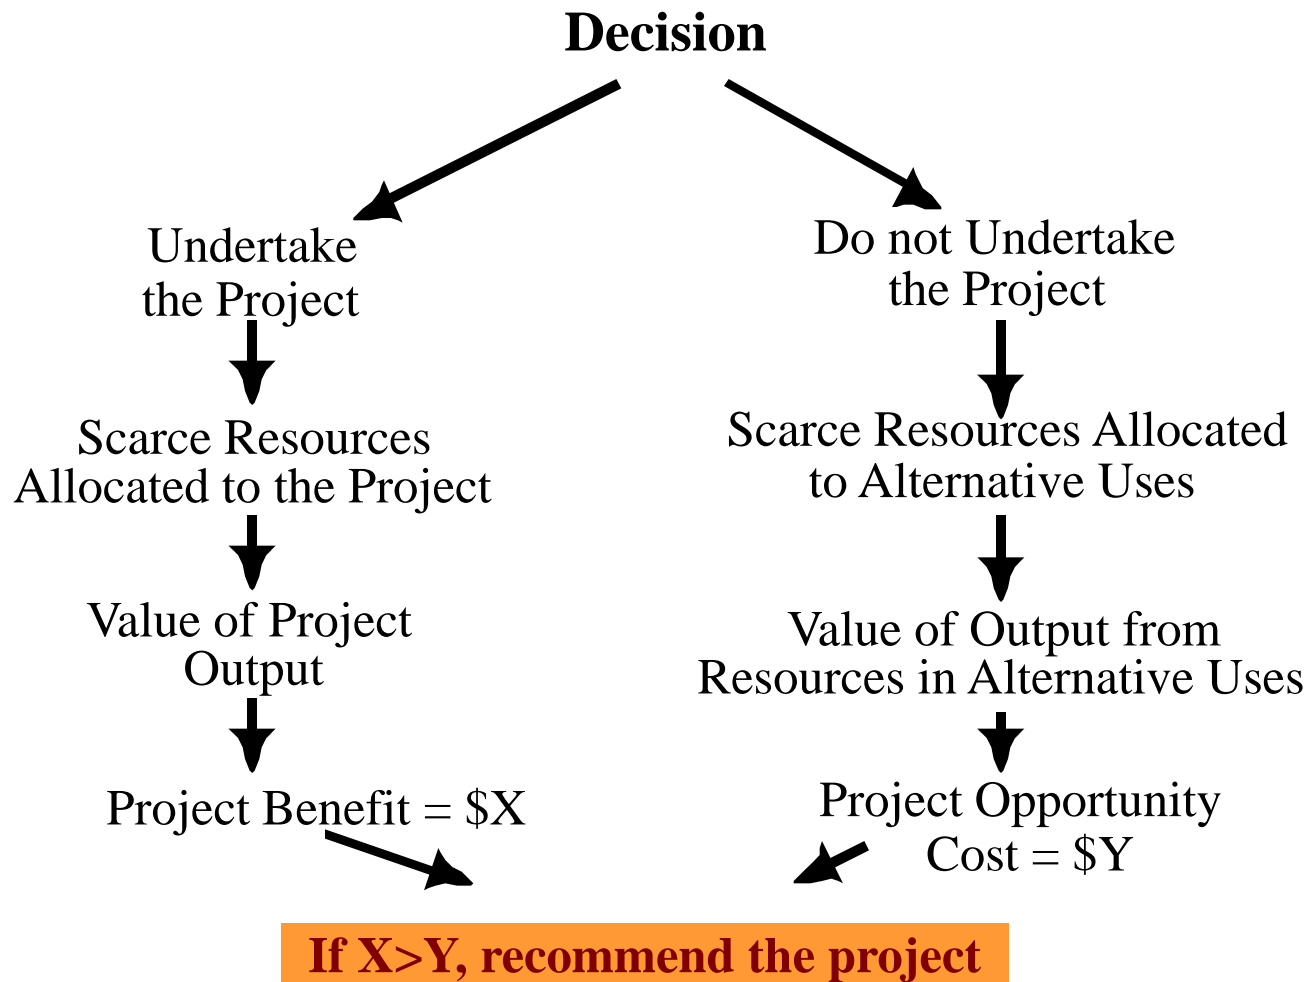 Decision
Undertake
the Project
Do not Undertake
the Project
Scarce Resources
Allocated to the Project
Scarce Resources Allocated
to Alternative Uses
Value of Project
Output
Value of Output from
Resources in Alternative Uses
Project Benefit = $X
Project Opportunity
Cost = $Y
If X>Y, recommend the project